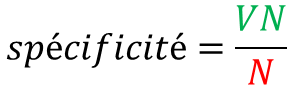 spécificité = VN / N